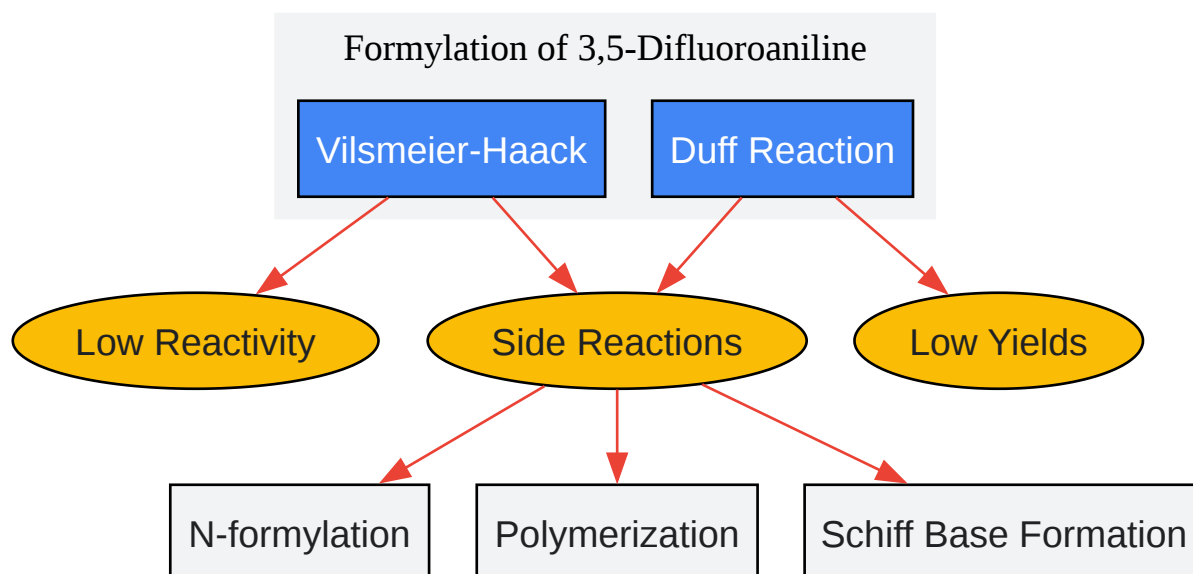 Formylation of 3,5-Difluoroaniline
Vilsmeier-Haack
Duff Reaction
Low Reactivity
Side Reactions
Low Yields
N-formylation
Polymerization
Schiff Base Formation